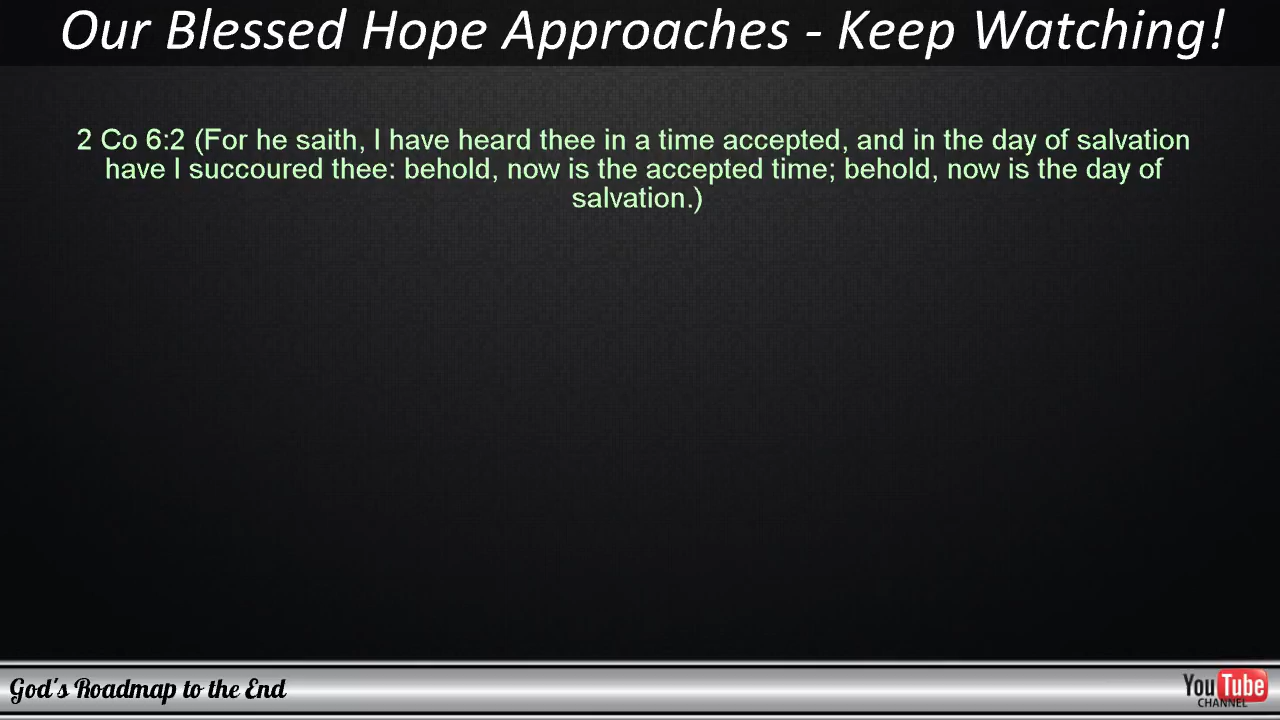 Our Blessed Hope Approaches - Keep Watching!
2 Co 6:2 (For he saith, I have heard thee in a time accepted, and in the day of salvation
have I succoured thee: behold, now is the accepted time; behold, now is the day of
salvation.)
God's Roadmap to the End
YouTube
CHANNEL